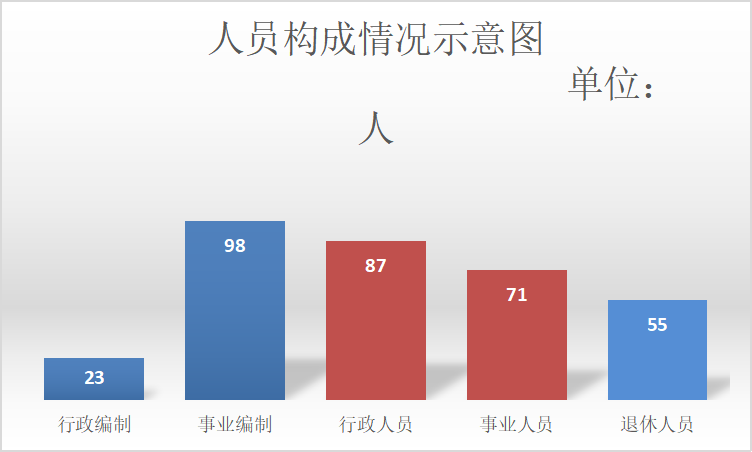 人员构成情况示意图
单位：
人
98
87
71
55
23
行政编制
事业编制
行政人员
事业人员
退休人员